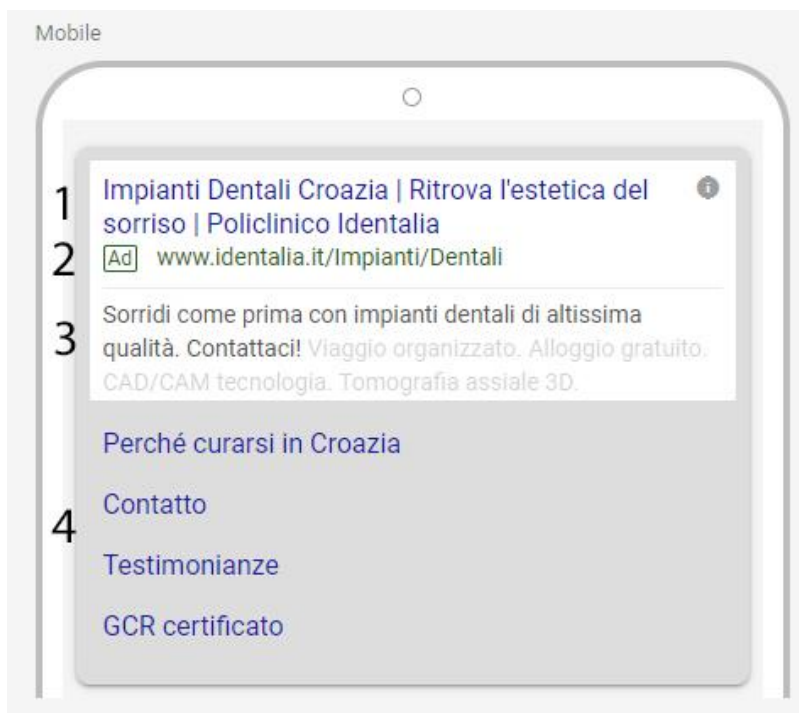 Mobile
1 Impianti Dentali Croazia | Ritrova l'estetica del
sorriso | Policlinico Identalia
2 Ad www.identalia.it/Impianti/Dentali
3 Sorridi come prima con impianti dentali di altissima
qualità. Contattaci! Viaggio organizzato. Alloggio gratuito.
CAD/CAM tecnologia. Tomografia assiale 3D.
Perché curarsi in Croazia
4 Contatto
Testimonianze
GCR certificato